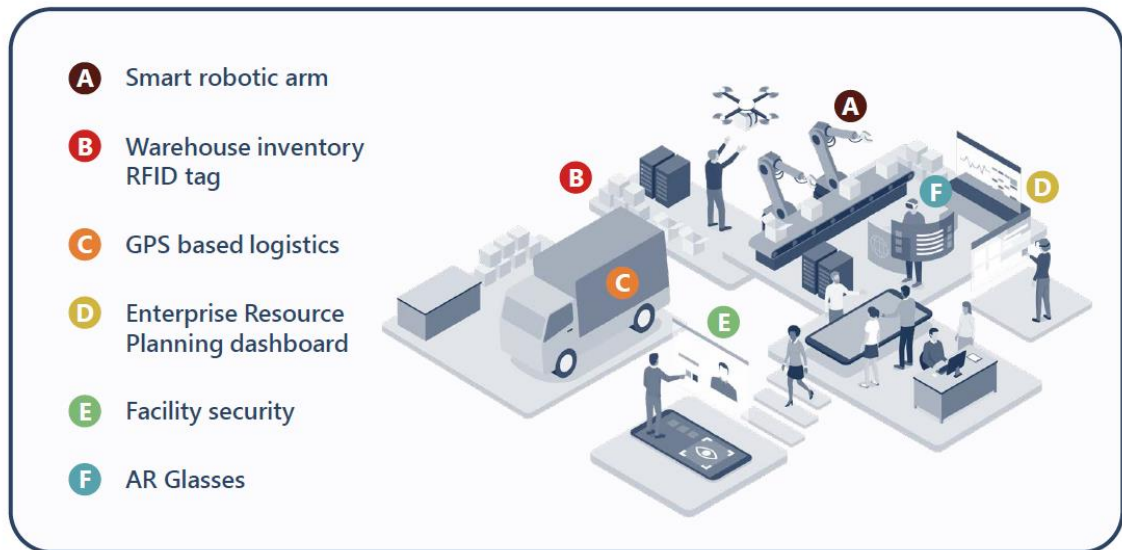 A Smart robotic arm
B Warehouse inventory
RFID tag
C GPS based logistics
D Enterprise Resource
Planning dashboard
E Facility security
F AR Glasses
A
B
F
D
C
E